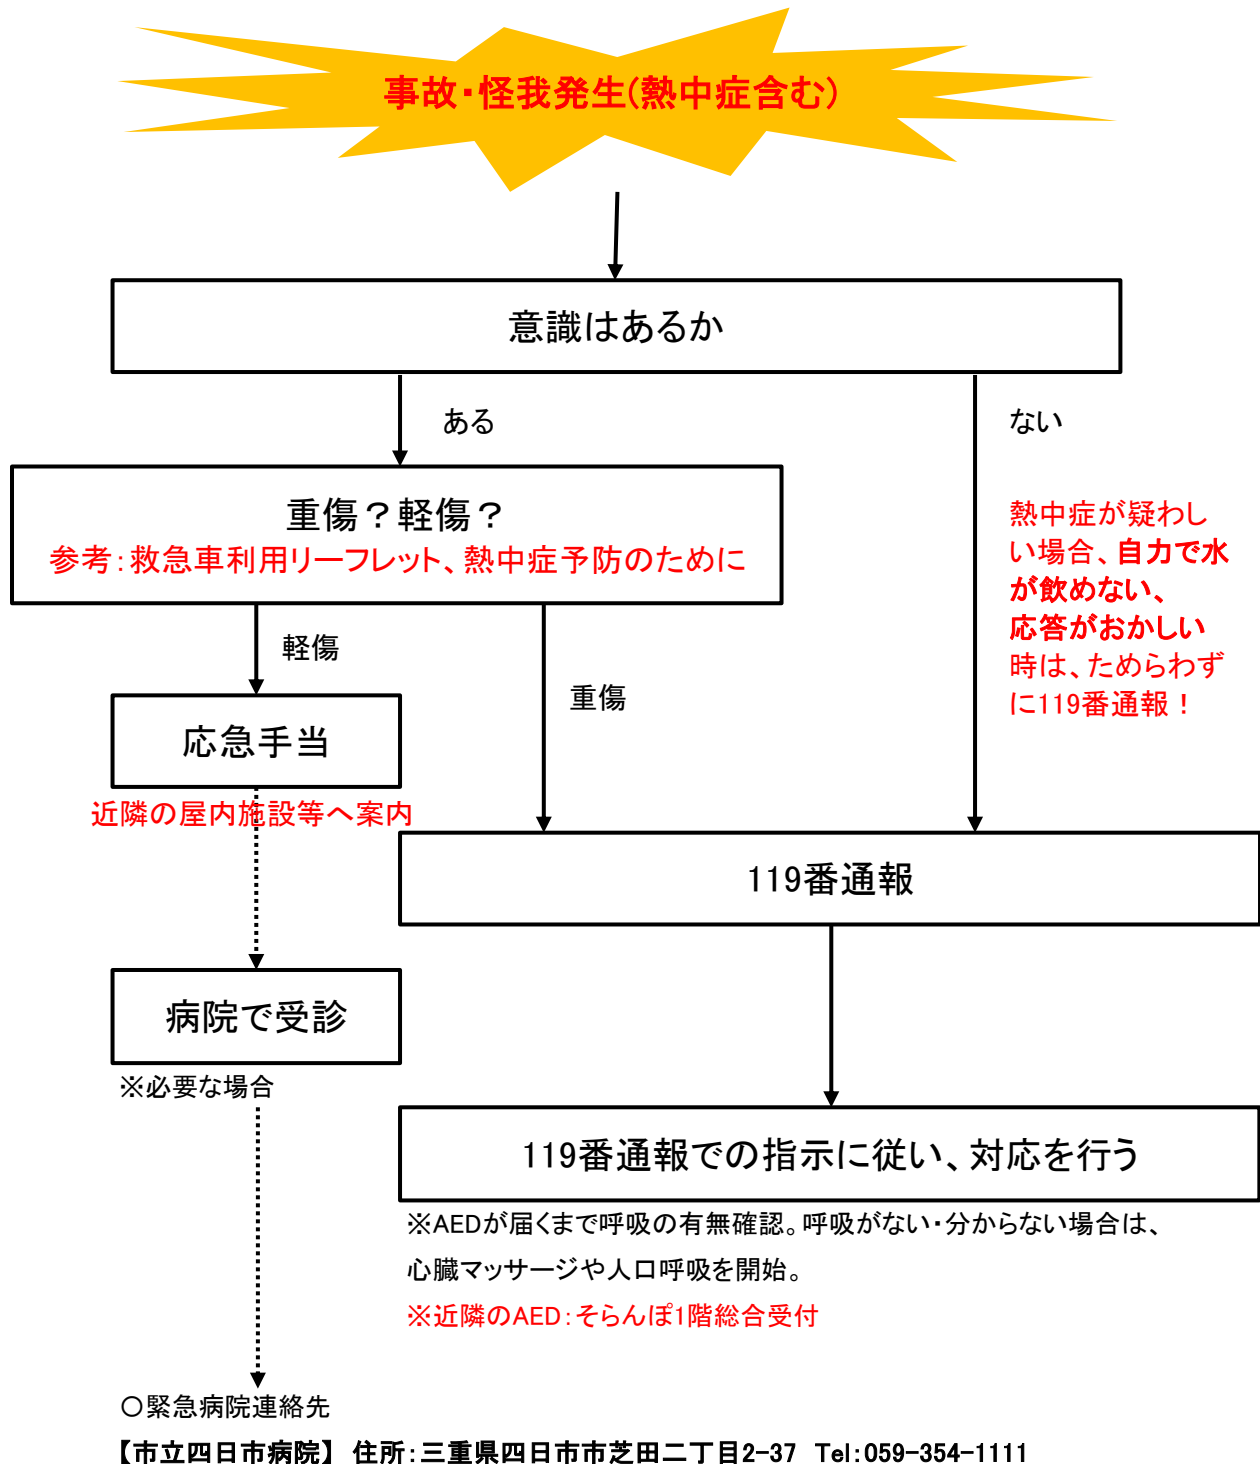 事故・怪我発生(熱中症含む)
意識はあるか
ある
ない
重傷？軽傷？
参考：救急車利用リーフレット、熱中症予防のために
熱中症が疑わし
い場合、自力で水
が飲めない、
応答がおかしい
時は、ためらわず
に119番通報！
軽傷
重傷
応急手当
近隣の屋内施設等へ案内
119番通報
病院で受診
※必要な場合
119番通報での指示に従い、対応を行う
※AEDが届くまで呼吸の有無確認。呼吸がない・分からない場合は、
心臓マッサージや人口呼吸を開始。
※近隣のAED：そらんぽ1階総合受付
○緊急病院連絡先
【市立四日市病院】 住所：三重県四日市市芝田二丁目2-37 Tel：059-354-1111